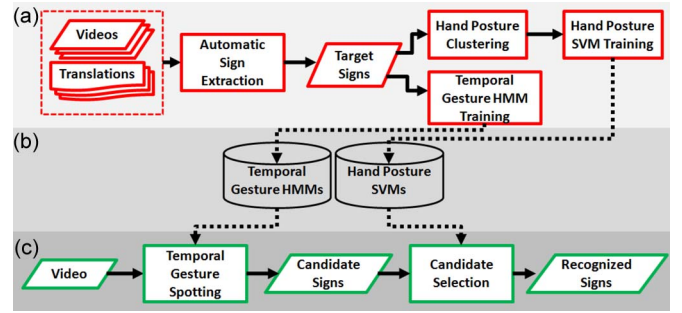 (a)
Videos
Translations
Automatic
Sign
Extraction
Target
Signs
Hand Posture
Clustering
Hand Posture
SVM Training
Temporal
Gesture HMM
Training
(b)
Temporal
Gesture HMMs
Hand Posture
SVMs
(c)
Video
Temporal
Gesture
Spotting
Candidate
Signs
Candidate
Selection
Recognized
Signs